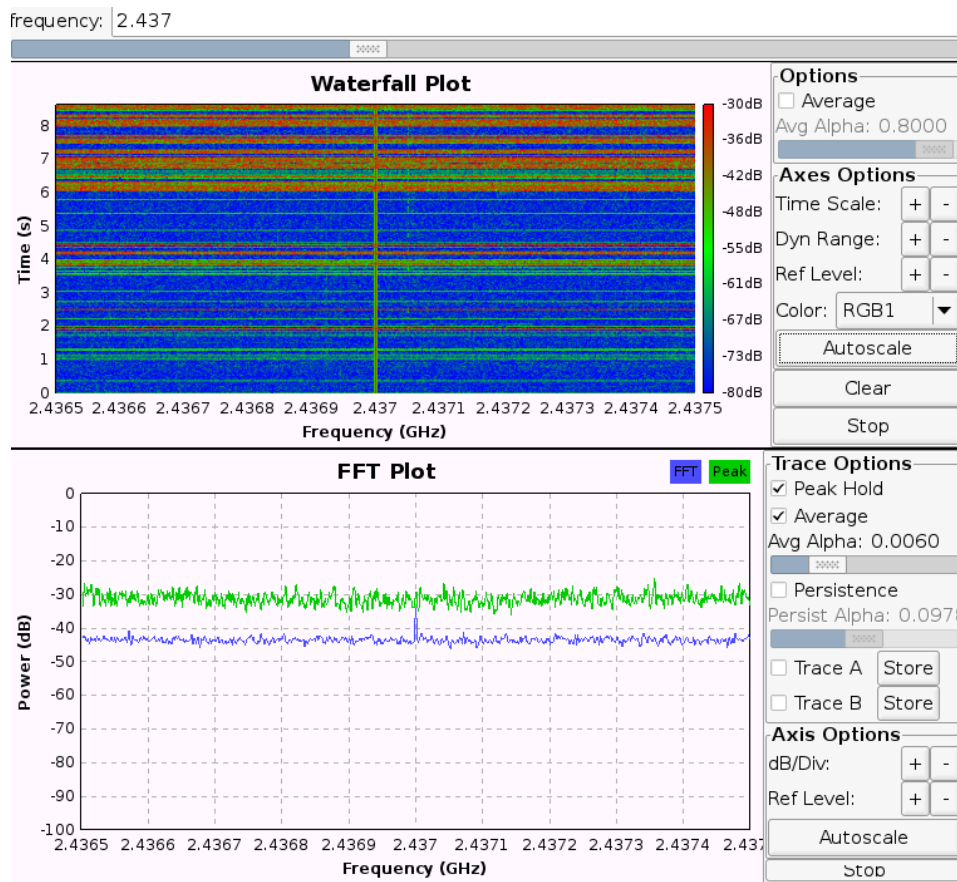 frequency: 2.437
Waterfall Plot
Time (s)
8
7
6
5
4
3
2
1
0
2.4365 2.4366 2.4367 2.4368 2.4369 2.437 2.4371 2.4372 2.4373 2.4374 2.4375
Frequency (GHz)
-30dB
-36dB
-42dB
-48dB
-55dB
-61dB
-67dB
-73dB
-80dB
Options
Average
Avg Alpha: 0.8000
Axes Options
Time Scale: + -
Dyn Range: + -
Ref Level: + -
Color: RGB1
Autoscale
Clear
Stop
FFT Plot
FFT Peak
Power (dB)
0
-10
-20
-30
-40
-50
-60
-70
-80
-90
-100
2.4365 2.4366 2.4367 2.4368 2.4369 2.437 2.4371 2.4372 2.4373 2.4374 2.437
Frequency (GHz)
Trace Options
Peak Hold
Average
Avg Alpha: 0.0060
Persistence
Persist Alpha: 0.0978
Trace A Store
Trace B Store
Axis Options
dB/Div: + -
Ref Level: + -
Autoscale
Stop